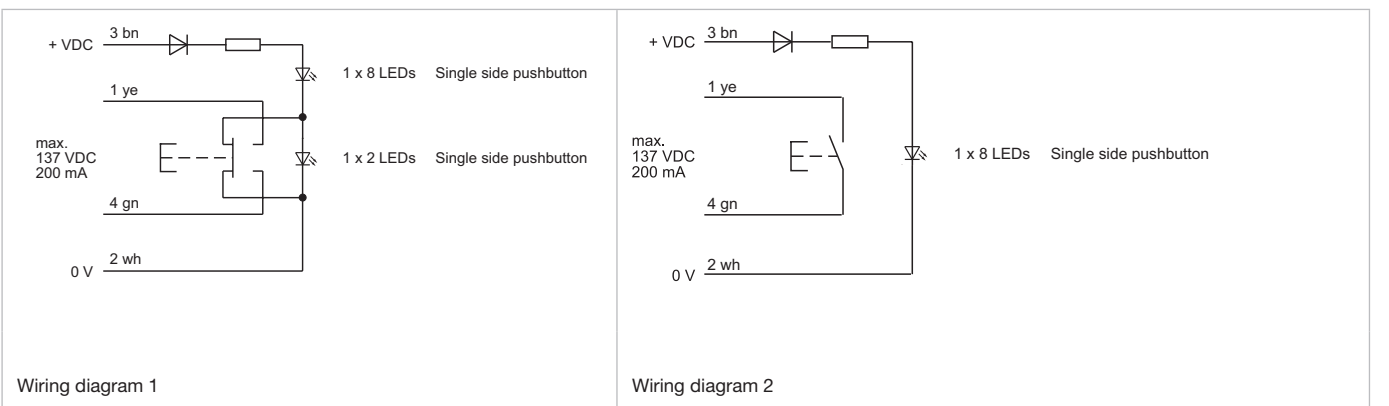 3 bn
+ VDC
1 x 8 LEDs Single side pushbutton
1 ye
max.
137 VDC
200 mA
1 x 2 LEDs Single side pushbutton
4 gn
2 wh
0 V
Wiring diagram 1
3 bn
+ VDC
1 ye
max.
137 VDC
200 mA
1 x 8 LEDs Single side pushbutton
4 gn
2 wh
0 V
Wiring diagram 2